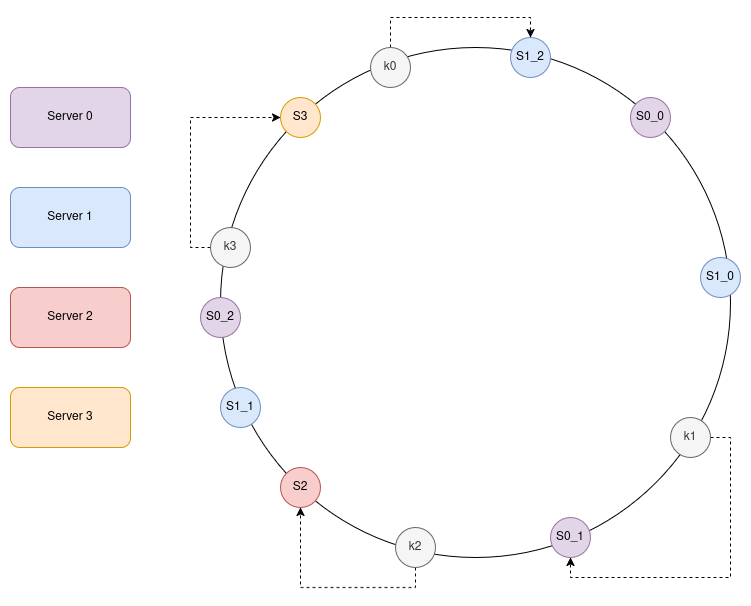 k0
S1_2
S3
S0_0
Server 0
Server 1
k3
S1_0
Server 2
S0_2
Server 3
S1_1
k1
S2
k2
S0_1